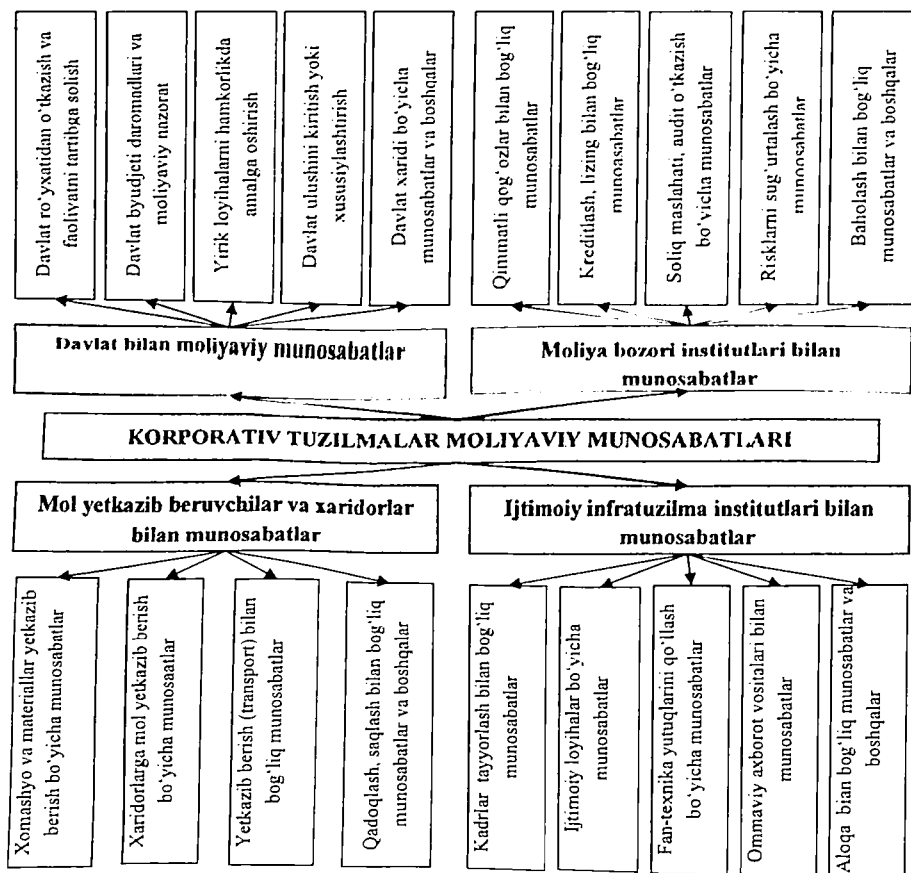 Davlat ro‘yxatidan o‘tkazish va
faoliyatni tartibga solish
Davlat byudjeti daromadlari va
moliyaviy nazorat
Yirik loyihalarni hamkorlikda
amalga oshirish
Davlat ulushini kiritish yoki
xususiylashtirish
Davlat xaridi bo‘yicha
munosabatlar va boshqalar
Qimmatli qog‘ozlar bilan bog‘liq
munosabatlar
Kreditlash, lizing bilan bog‘liq
munoasabatlar
Soliq maslahati, audit o‘tkazish
bo‘yicha munosabatlar
Risklarni sug‘urtalash bo‘yicha
munosabatlar
Baholash bilan bog‘liq
munosabatlar va boshqalar
Davlat bilan moliyaviy munosabatlar
Moliya bozori institutlari bilan
munosabatlar
KORPORATIV TUZILMALAR MOLIYAVIY MUNOSABATLARI
Mol yetkazib beruvchilar va xaridorlar
bilan munosabatlar
Ijtimoiy infratuzilma institutlari bilan
munosabatlar
Xomashyo va materiallar yetkazib
berish bo‘yicha munosabatlar
Xaridorlarga mol yetkazib berish
bo‘yicha munosaatlar
Yetkazib berish (transport) bilan
bog‘liq munosabatlar
Qadoqlash, saqlash bilan bog‘liq
munosabatlar va boshqalar
Kadrlar tayyorlash bilan bog‘liq
munosabatlar
Ijtimoiy loyihalar bo‘yicha
munosabatlar
Fan-texnika yutuqlarini qo‘llash
bo‘yicha munosabatlar
Ommaviy axborot vositalari bilan
munosabatlar
Aloqa bian bog‘liq munosabatlar va
boshqalar